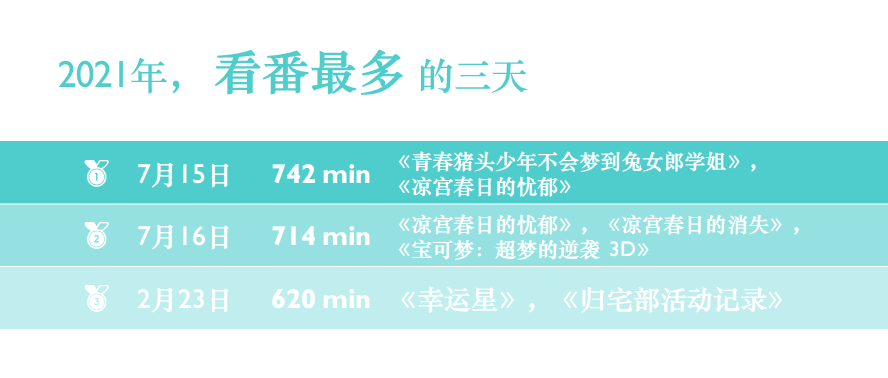 2021年，看番最多 的三天
1 7月15日 742 min 《青春猪头少年不会梦到兔女郎学姐》，
《凉宫春日的忧郁》
2 7月16日 714 min 《凉宫春日的忧郁》，《凉宫春日的消失》，
《宝可梦：超梦的逆袭 3D》
3 2月23日 620 min 《幸运星》，《归宅部活动记录》